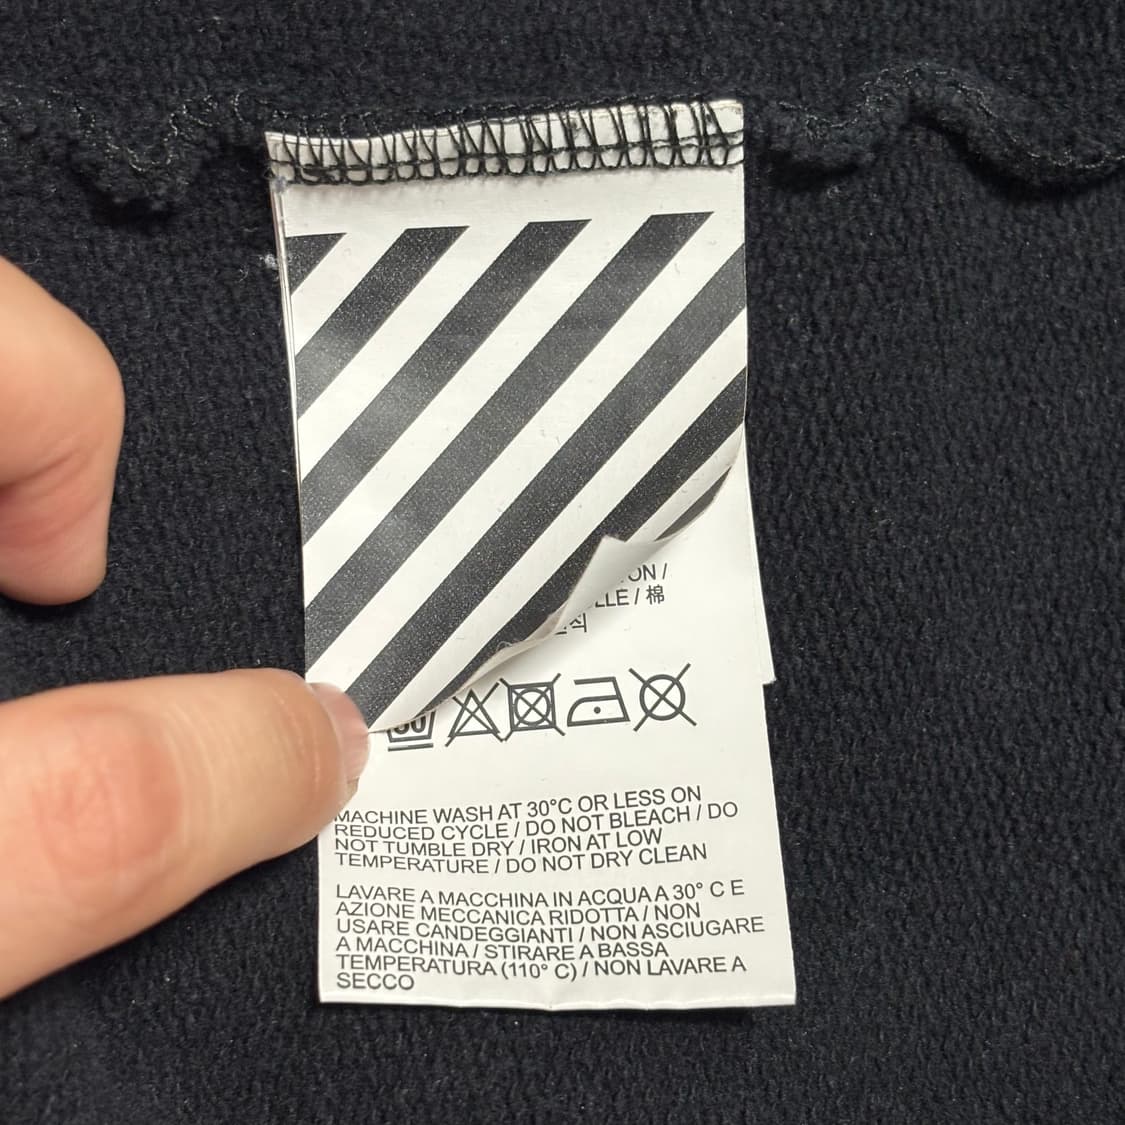 /
/ 棉
30
MACHINE WASH AT 30°C OR LESS ON
REDUCED CYCLE / DO NOT BLEACH / DO
NOT TUMBLE DRY / IRON AT LOW
TEMPERATURE / DO NOT DRY CLEAN
LAVARE A MACCHINA IN ACQUA A 30° C E
AZIONE MECCANICA RIDOTTA / NON
USARE CANDEGGIANTI / NON ASCIUGARE
A MACCHINA / STIRARE A BASSA
TEMPERATURA (110° C) / NON LAVARE A
SECCO